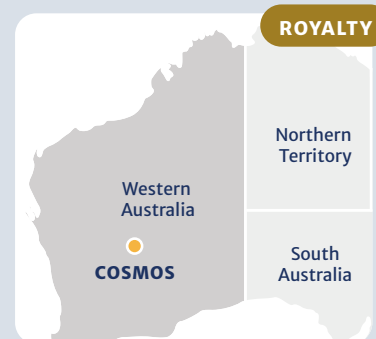 ROYALTY
Northern
Territory
Western
Australia
COSMOS
South
Australia